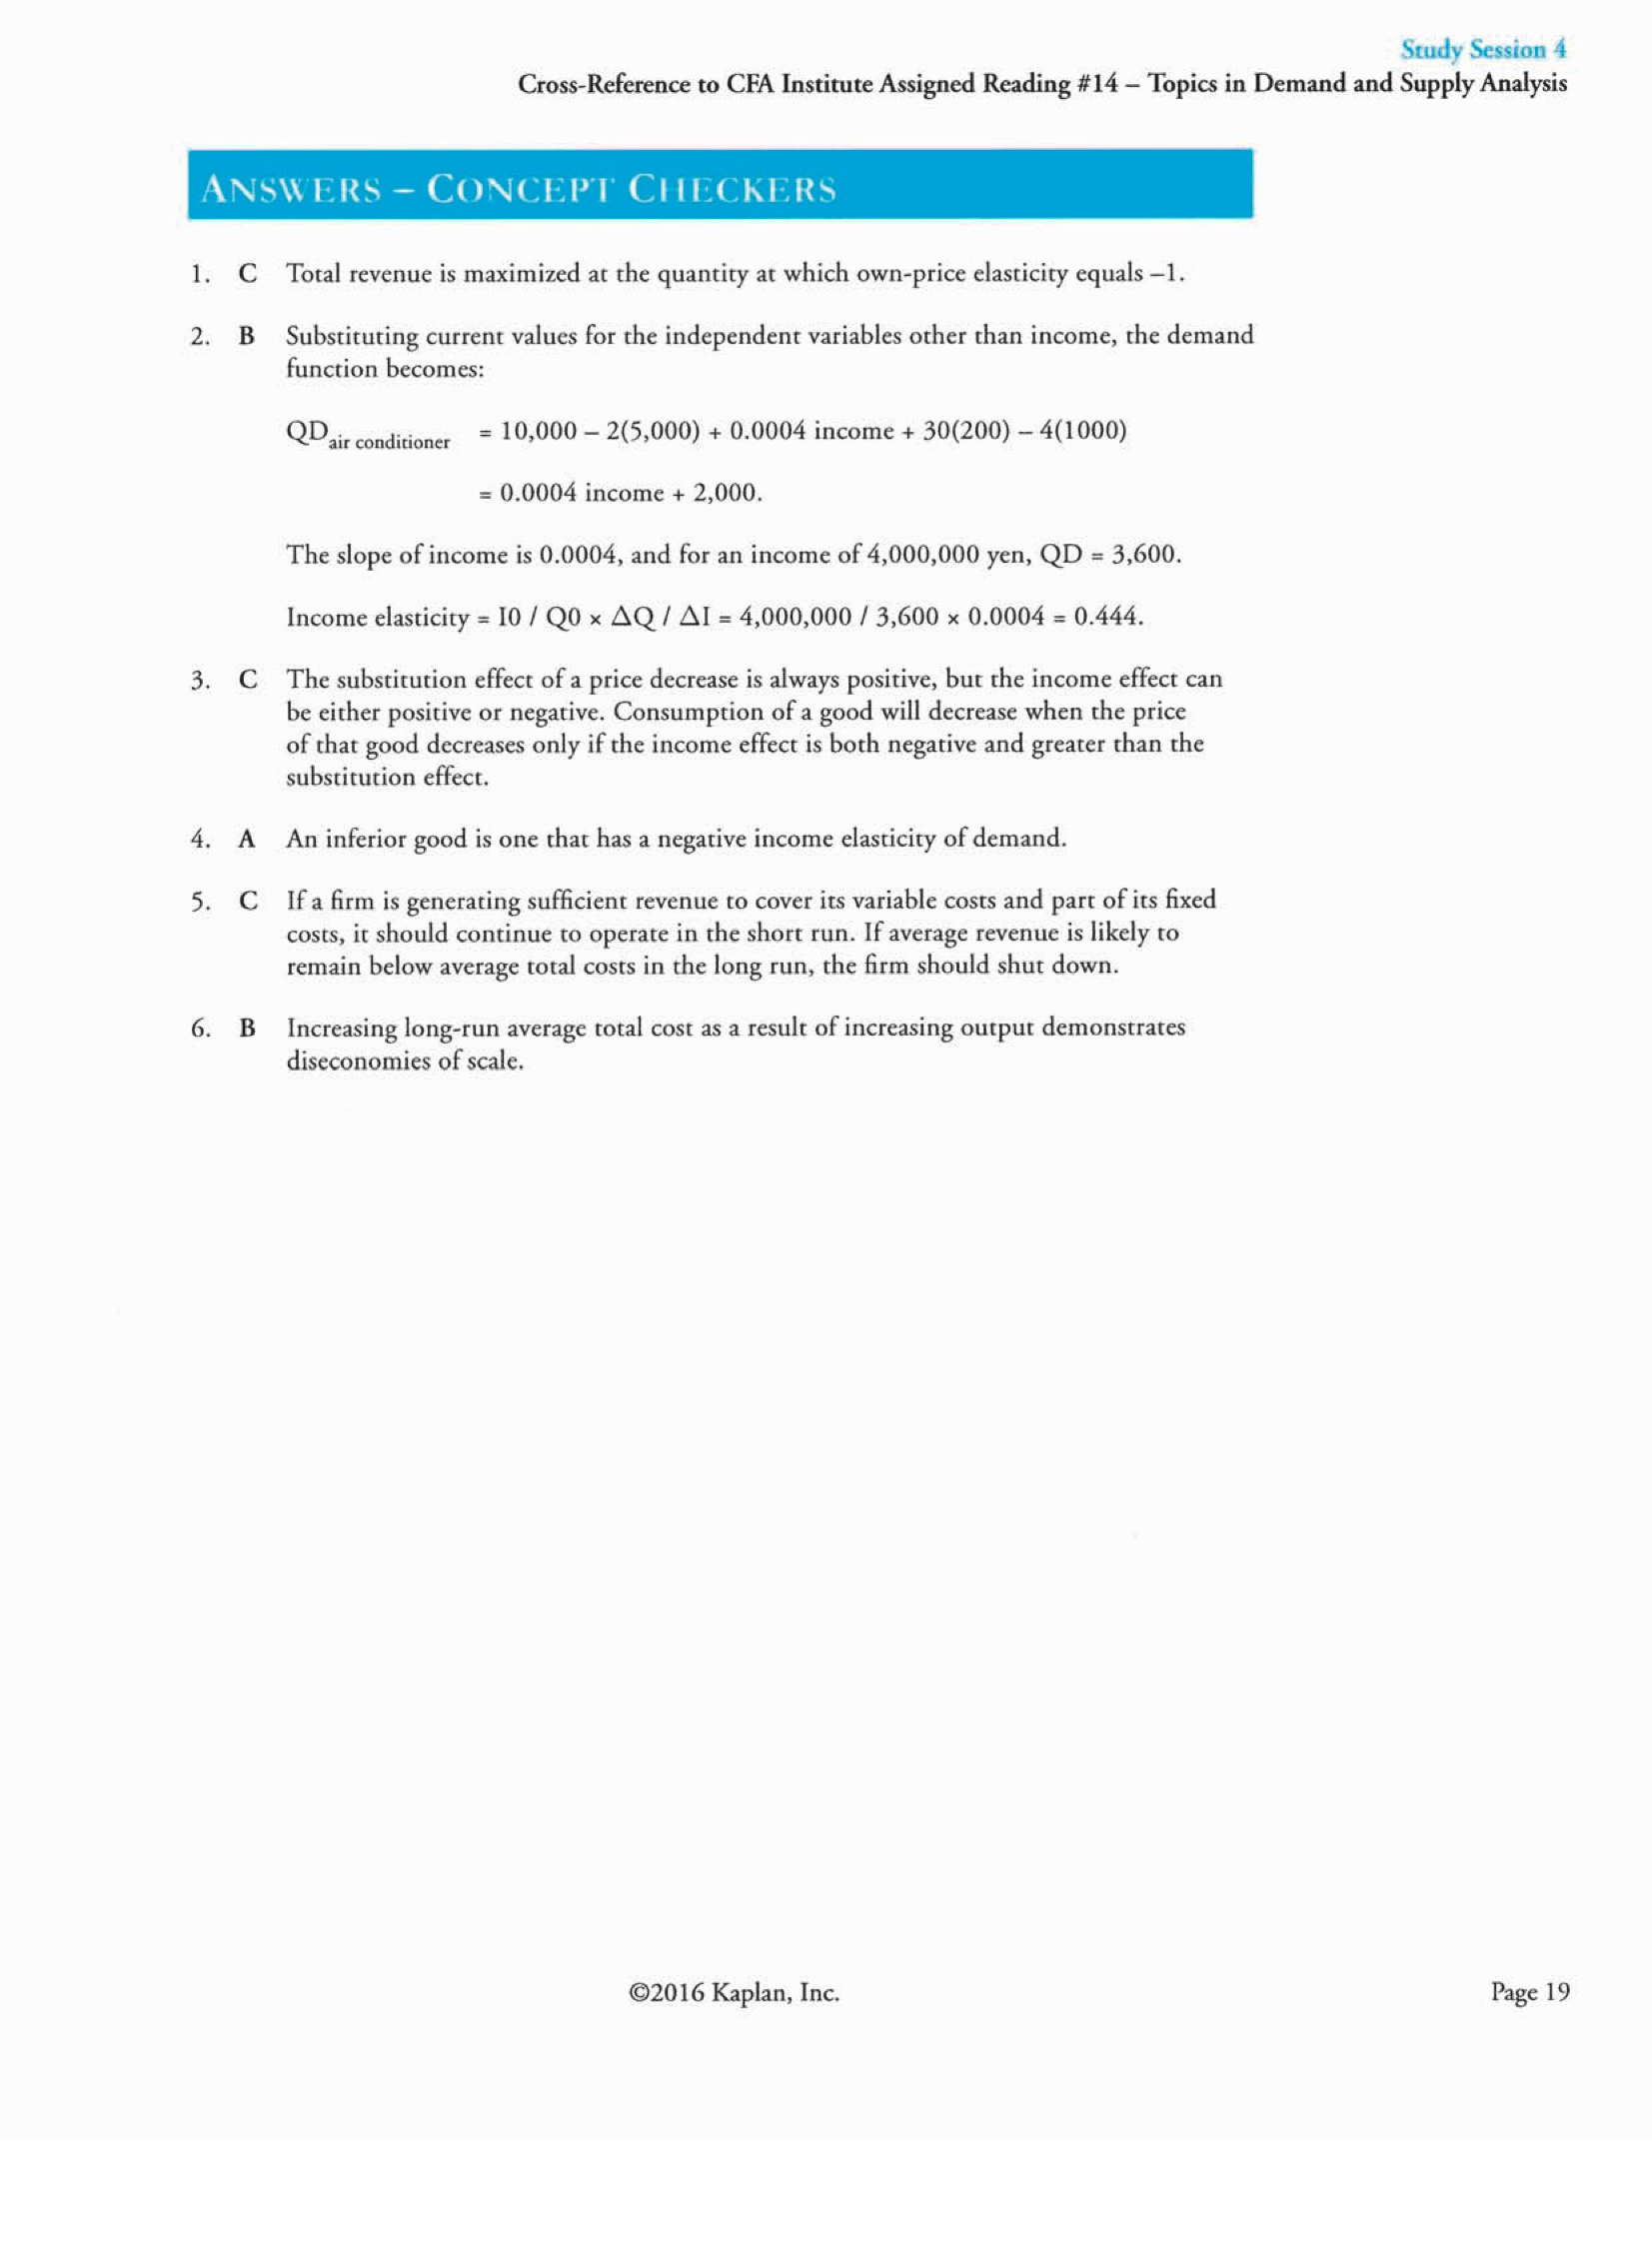 Study Session 4
Cross-Reference to CFA Institute Assigned Reading #14 – Topics in Demand and Supply Analysis
ANSWERS – CONCEPT CHECKERS
1. C Total revenue is maximized at the quantity at which own-price elasticity equals –1.
2. B Substituting current values for the independent variables other than income, the demand
function becomes:
QD air conditioner = 10,000 – 2(5,000) + 0.0004 income + 30(200) – 4(1000)
= 0.0004 income + 2,000.
The slope of income is 0.0004, and for an income of 4,000,000 yen, QD = 3,600.
Income elasticity = I0 / Q0 × ΔQ / ΔI = 4,000,000 / 3,600 × 0.0004 = 0.444.
3. C The substitution effect of a price decrease is always positive, but the income effect can
be either positive or negative. Consumption of a good will decrease when the price
of that good decreases only if the income effect is both negative and greater than the
substitution effect.
4. A An inferior good is one that has a negative income elasticity of demand.
5. C If a firm is generating sufficient revenue to cover its variable costs and part of its fixed
costs, it should continue to operate in the short run. If average revenue is likely to
remain below average total costs in the long run, the firm should shut down.
6. B Increasing long-run average total cost as a result of increasing output demonstrates
diseconomies of scale.
©2016 Kaplan, Inc.
Page 19